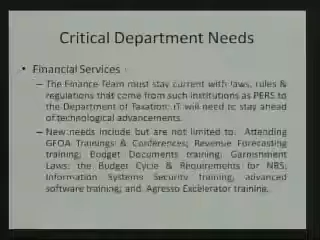 Critical Department Needs
• Financial Services -
– The Finance Team must stay current with laws, rules &
regulations that come from such institutions as PERS to
the Department of Taxation. IT will need to stay ahead
of technological advancements.
– New needs include but are not limited to: Attending
GFOA Trainings & Conferences; Revenue Forecasting
training; Budget Documents training; Garnishment
Laws; the Budget Cycle & Requirements for NRS;
Information Systems Security training, advanced
software training; and Agresso Excelerator training.